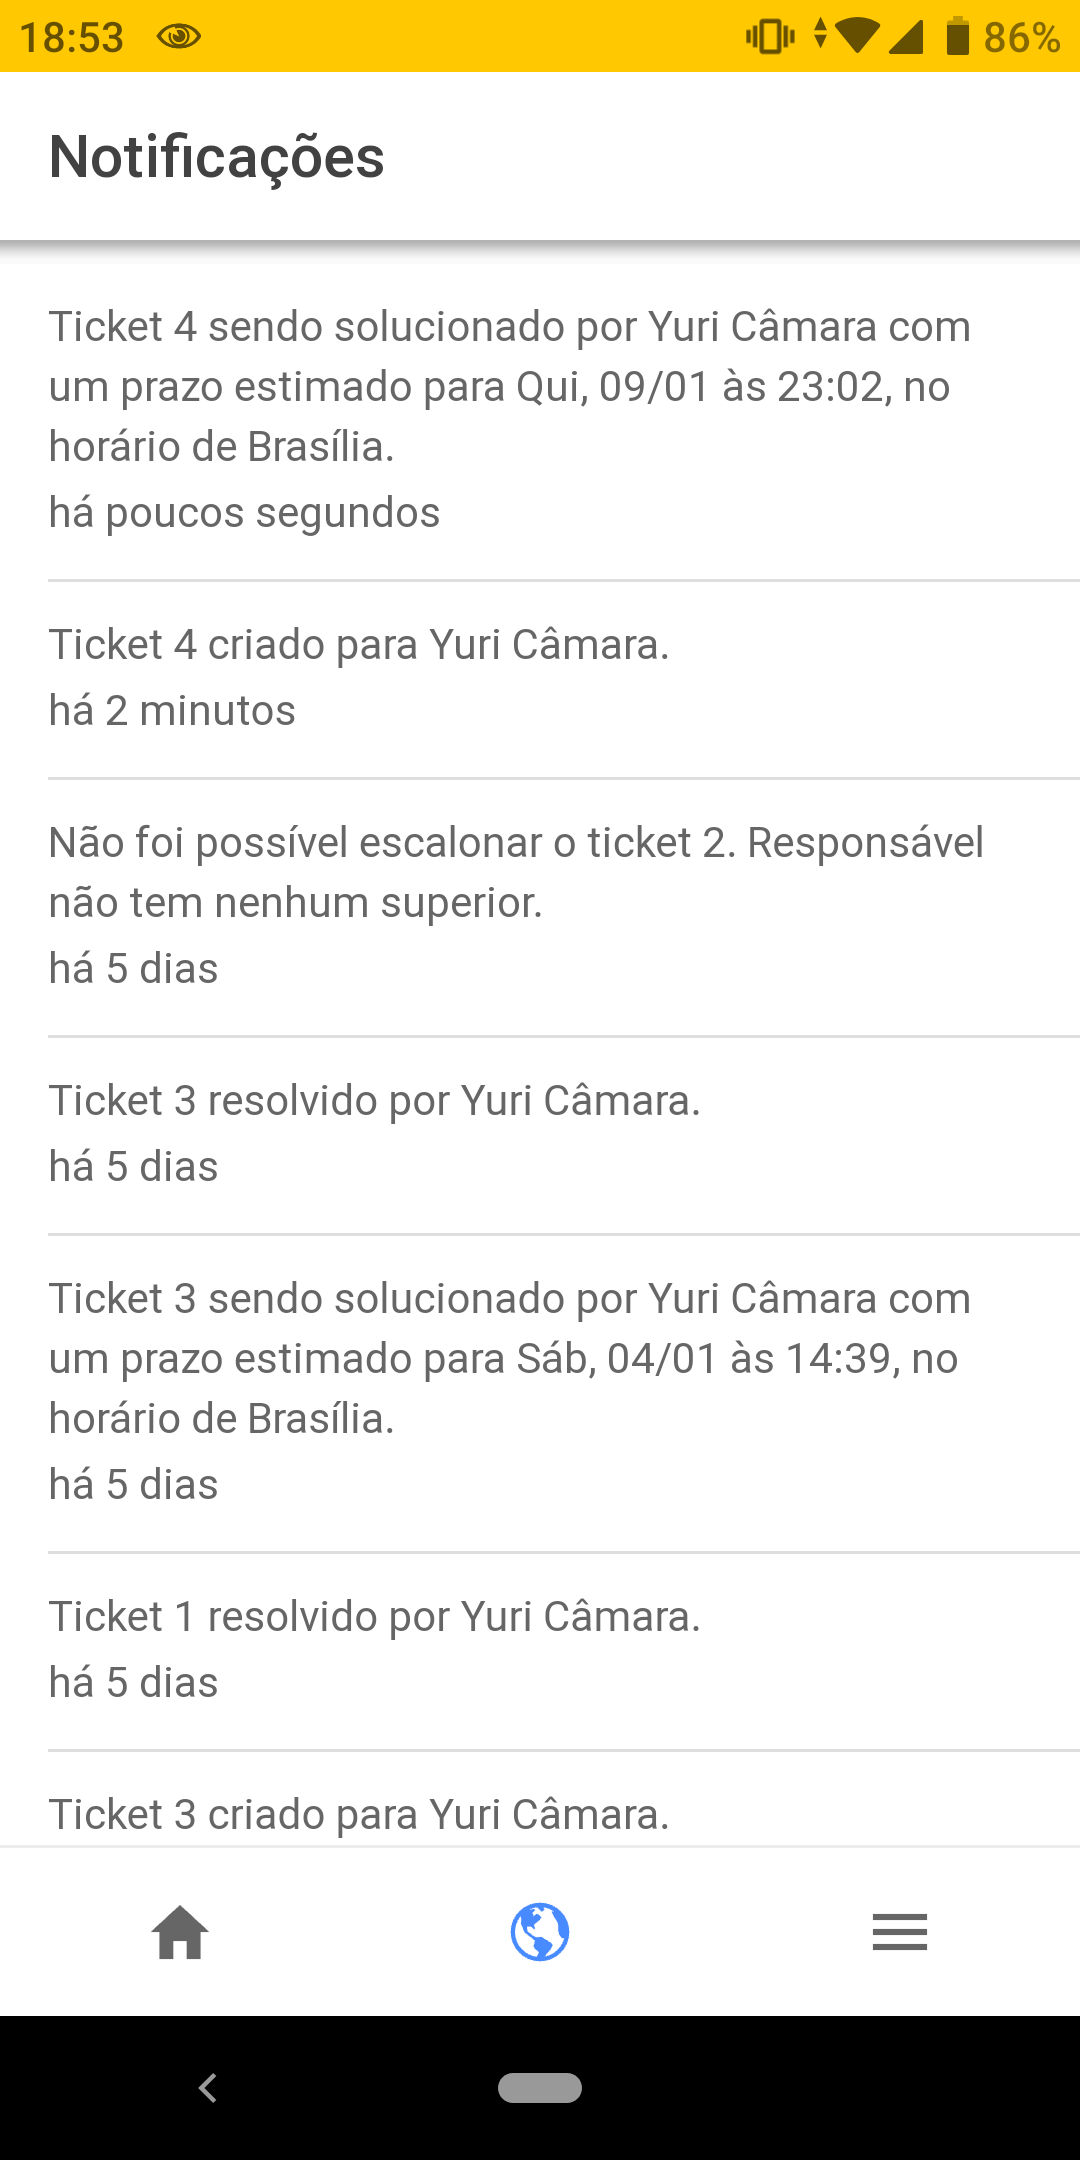 18:53
86%
Notificações
Ticket 4 sendo solucionado por Yuri Câmara com
um prazo estimado para Qui, 09/01 às 23:02, no
horário de Brasília.
há poucos segundos
Ticket 4 criado para Yuri Câmara.
há 2 minutos
Não foi possível escalonar o ticket 2. Responsável
não tem nenhum superior.
há 5 dias
Ticket 3 resolvido por Yuri Câmara.
há 5 dias
Ticket 3 sendo solucionado por Yuri Câmara com
um prazo estimado para Sáb, 04/01 às 14:39, no
horário de Brasília.
há 5 dias
Ticket 1 resolvido por Yuri Câmara.
há 5 dias
Ticket 3 criado para Yuri Câmara.